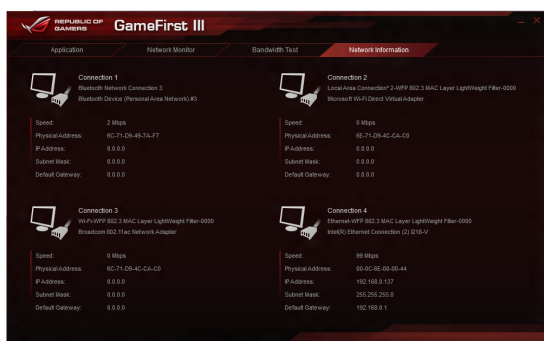 REPUBLIC OF
GAMERS
GameFirst III
Application
Network Monitor
Bandwidth Test
Network Information
Connection 1
Bluetooth Network Connection 3
Bluetooth Device (Personal Area Network) #3
Speed: 2 Mbps
Physical Address: 6C-71-D9-49-7A-F7
IP Address: 0.0.0.0
Subnet Mask: 0.0.0.0
Default Gateway: 0.0.0.0
Connection 2
Local Area Connection* 2-WFP 802.3 MAC Layer LightWeight Filter-0000
Microsoft Wi-Fi Direct Virtual Adapter
Speed: 0 Mbps
Physical Address: 6E-71-D9-4C-CA-C0
IP Address: 0.0.0.0
Subnet Mask: 0.0.0.0
Default Gateway: 0.0.0.0
Connection 3
Wi-Fi-WFP 802.3 MAC Layer LightWeight Filter-0000
Broadcom 802.11ac Network Adapter
Speed: 0 Mbps
Physical Address: 6C-71-D9-4C-CA-C0
IP Address: 0.0.0.0
Subnet Mask: 0.0.0.0
Default Gateway: 0.0.0.0
Connection 4
Ethernet-WFP 802.3 MAC Layer LightWeight Filter-0000
Intel(R) Ethernet Connection (2) I218-V
Speed: 99 Mbps
Physical Address: 00-0C-6E-00-00-44
IP Address: 192.168.0.137
Subnet Mask: 255.255.255.0
Default Gateway: 192.168.0.1